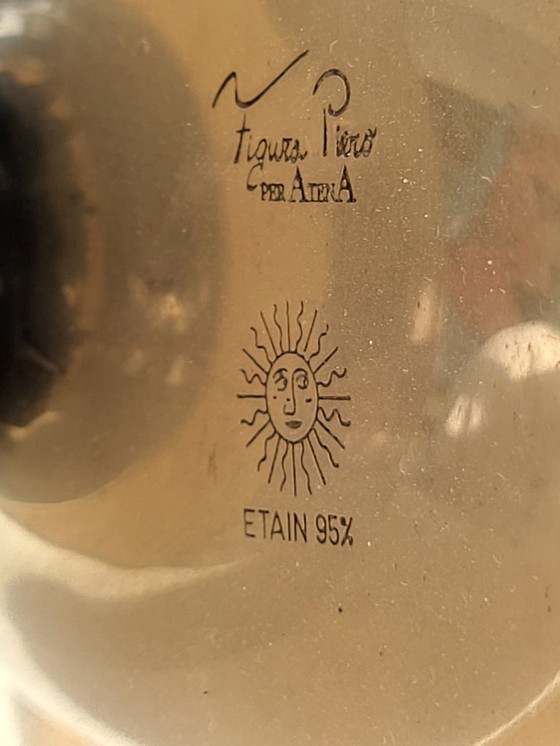 Figura Piero
PER ATENA
ETAIN 95%